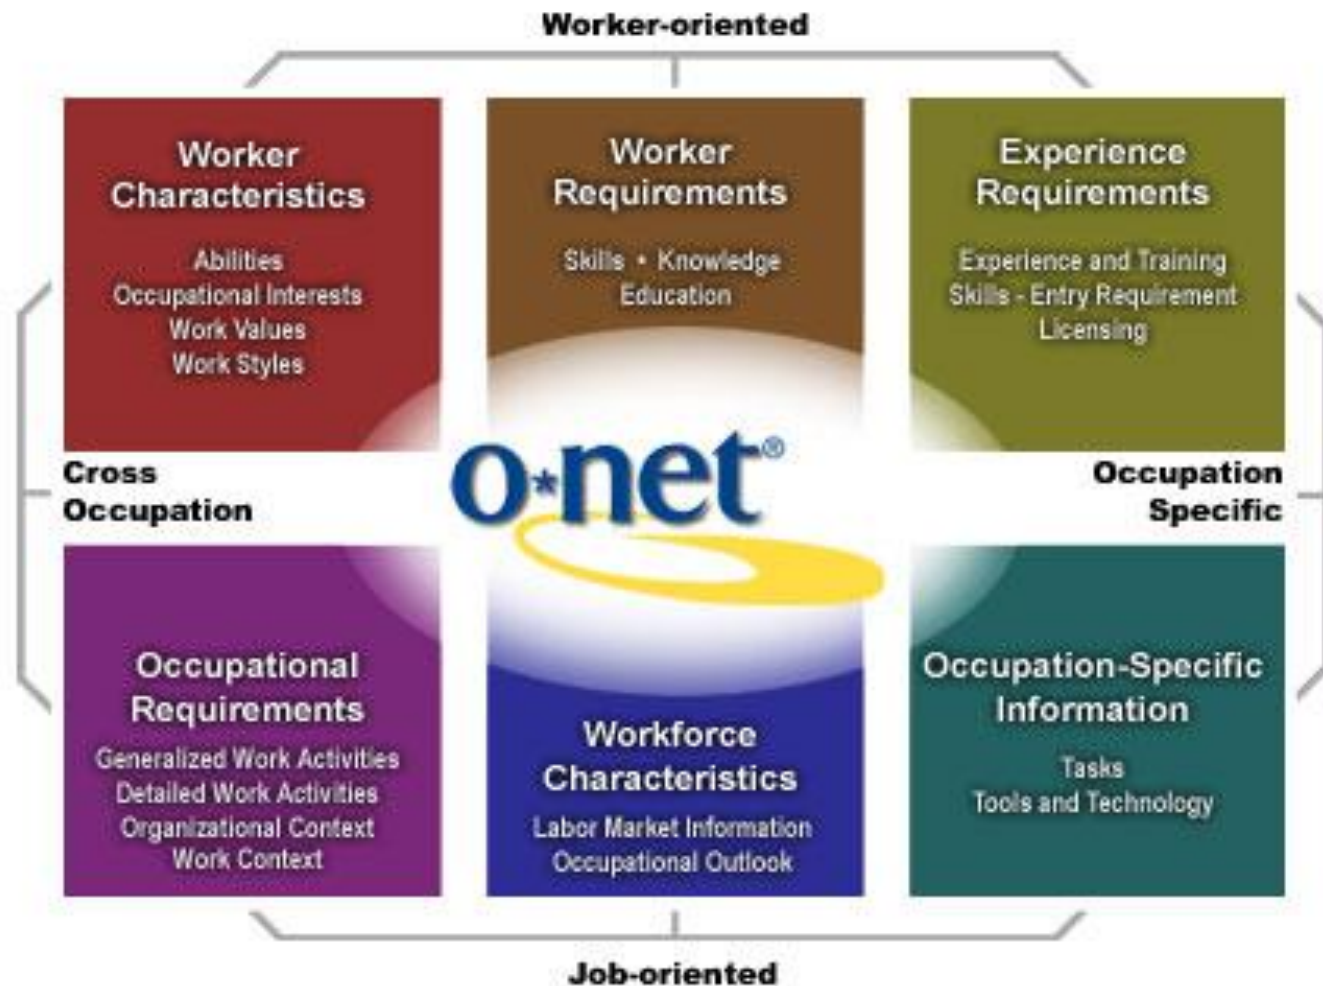 Worker-oriented
Worker
Characteristics
Abilities
Occupational Interests
Work Values
Work Styles
Worker
Requirements
Skills • Knowledge
Education
Experience
Requirements
Experience and Training
Skills - Entry Requirement
Licensing
Cross
Occupation
o*net®
Occupation
Specific
Occupational
Requirements
Generalized Work Activities
Detailed Work Activities
Organizational Context
Work Context
Workforce
Characteristics
Labor Market Information
Occupational Outlook
Occupation-Specific
Information
Tasks
Tools and Technology
Job-oriented